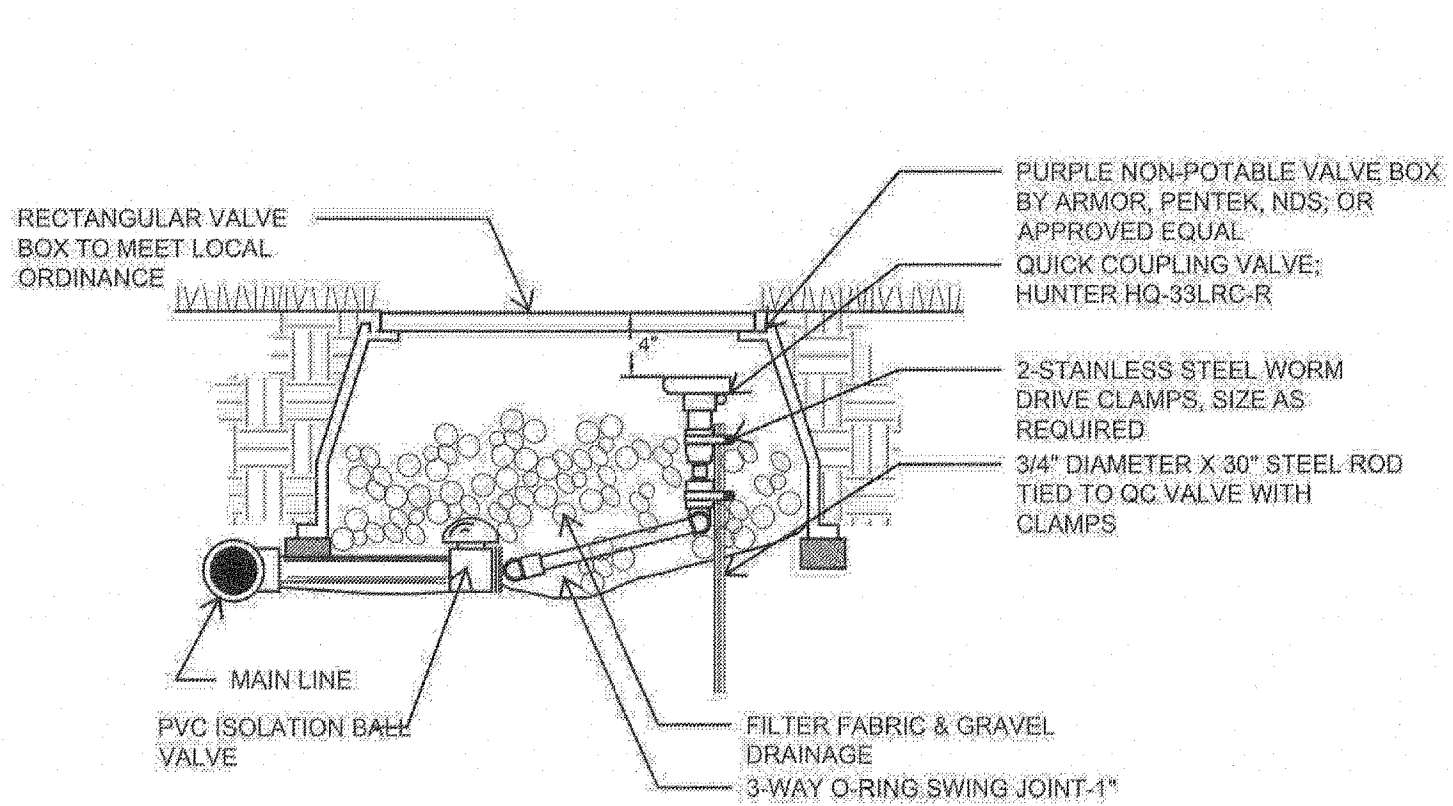 RECTANGULAR VALVE
BOX TO MEET LOCAL
ORDINANCE
PURPLE NON-POTABLE VALVE BOX
BY ARMOR, PENTEK, NDS; OR
APPROVED EQUAL
QUICK COUPLING VALVE;
HUNTER HQ-33LRC-R
4"
2-STAINLESS STEEL WORM
DRIVE CLAMPS, SIZE AS
REQUIRED
3/4" DIAMETER X 30" STEEL ROD
TIED TO QC VALVE WITH
CLAMPS
MAIN LINE
PVC ISOLATION BALL
VALVE
FILTER FABRIC & GRAVEL
DRAINAGE
3-WAY O-RING SWING JOINT-1"